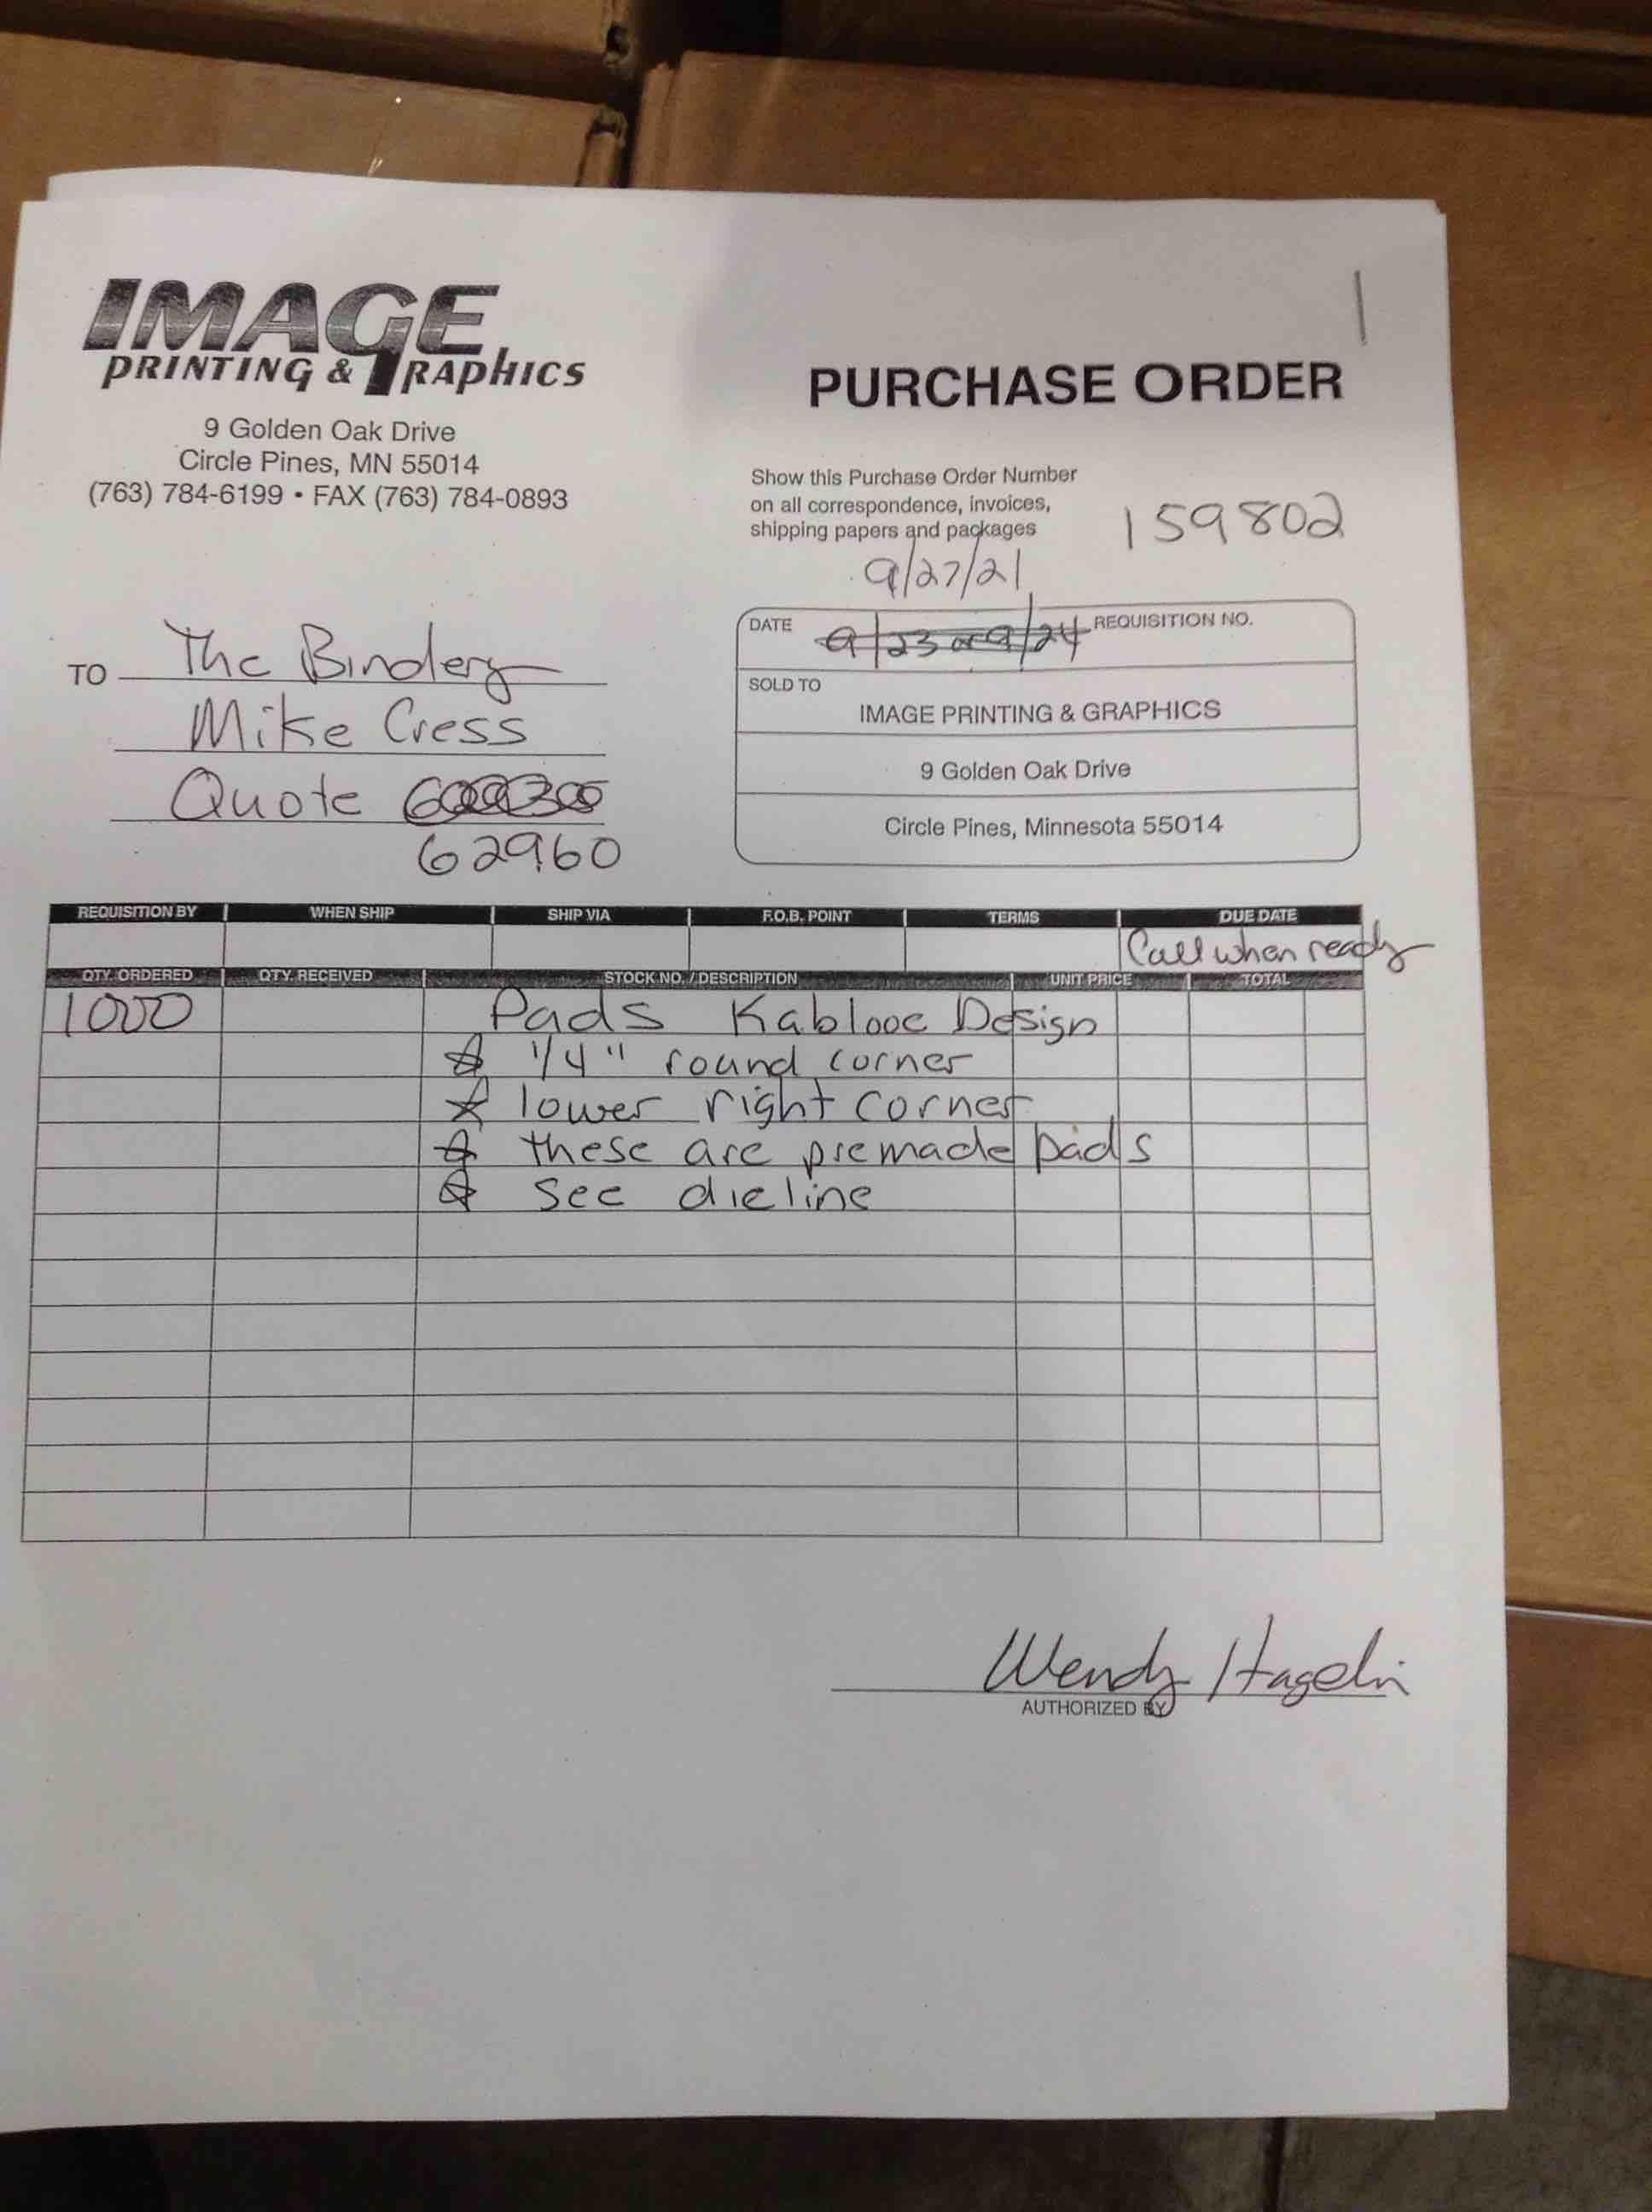 IMAGE
PRINTING & GRAPHICS
9 Golden Oak Drive
Circle Pines, MN 55014
(763) 784-6199 • FAX (763) 784-0893
PURCHASE ORDER
Show this Purchase Order Number
on all correspondence, invoices,
shipping papers and packages
159802
9/27/21
DATE 9/23 or 9/24 REQUISITION NO.
SOLD TO
IMAGE PRINTING & GRAPHICS
9 Golden Oak Drive
Circle Pines, Minnesota 55014
TO The Bindery
Mike Cress
Quote
62960
REQUISITION BY WHEN SHIP SHIP VIA F.O.B. POINT TERMS DUE DATE
Call when ready
QTY. ORDERED QTY. RECEIVED STOCK NO. / DESCRIPTION UNIT PRICE TOTAL
1000 Pads Kablooe Design
☆ 1/4" round corner
☆ lower right corner
☆ these are premade pads
☆ see dieline
Wendy Hagelin
AUTHORIZED BY